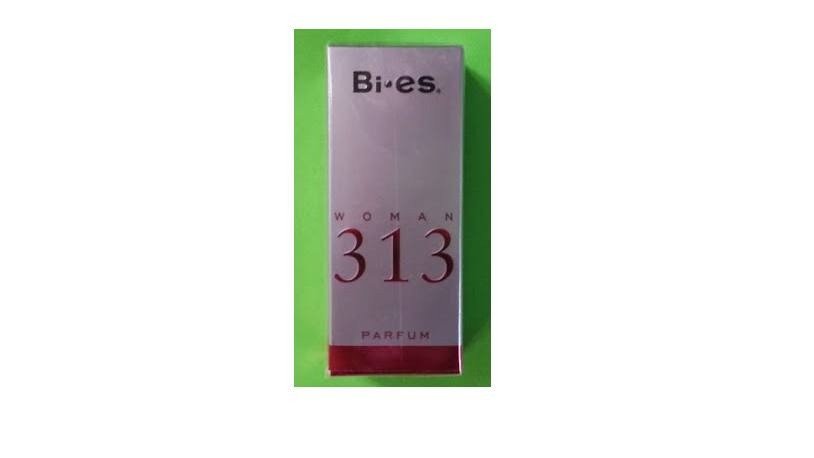 Bi·es.
WOMAN
313
PARFUM